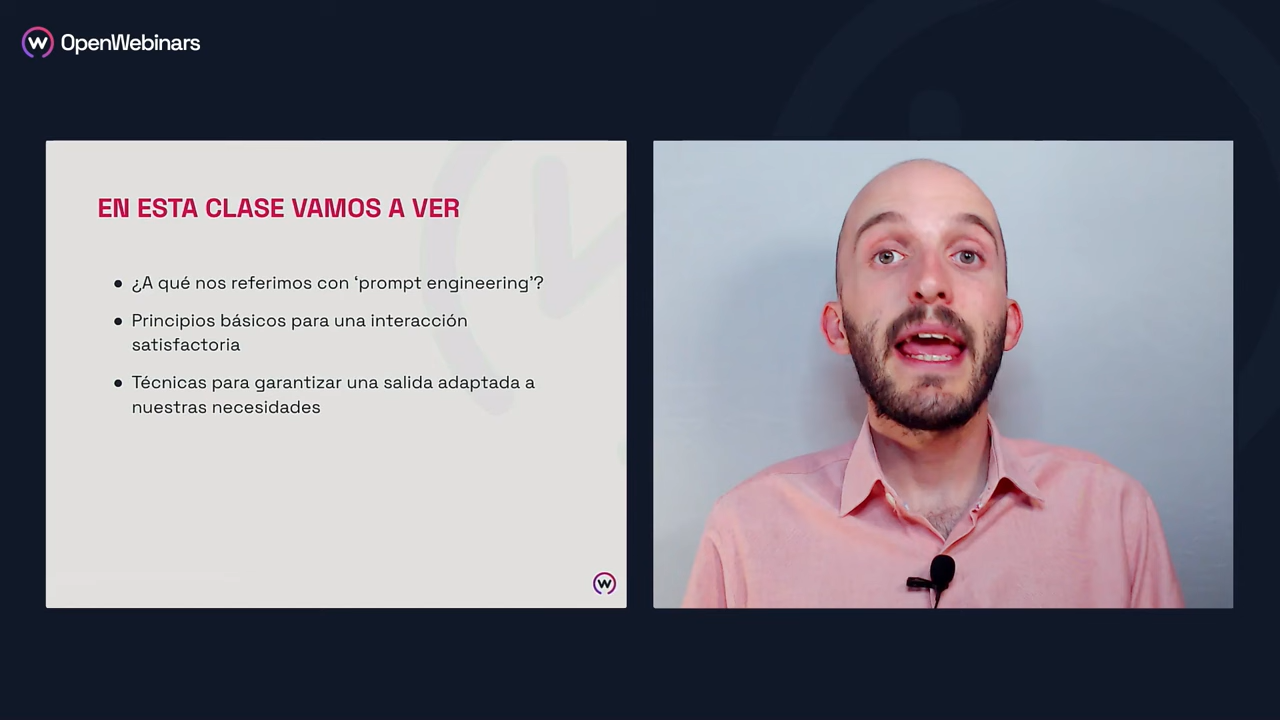 OpenWebinars
EN ESTA CLASE VAMOS A VER
● ¿A qué nos referimos con ‘prompt engineering’?
● Principios básicos para una interacción
satisfactoria
● Técnicas para garantizar una salida adaptada a
nuestras necesidades